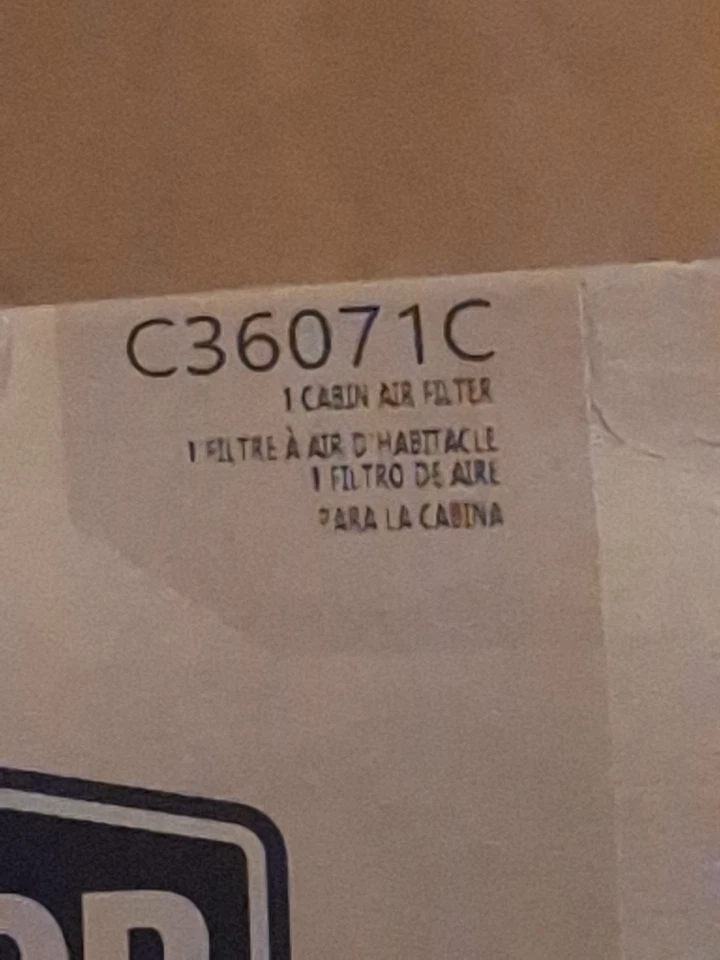 C36071C
1 CABIN AIR FILTER
1 FILTRE À AIR D'HABITACLE
1 FILTRO DE AIRE
PARA LA CABINA